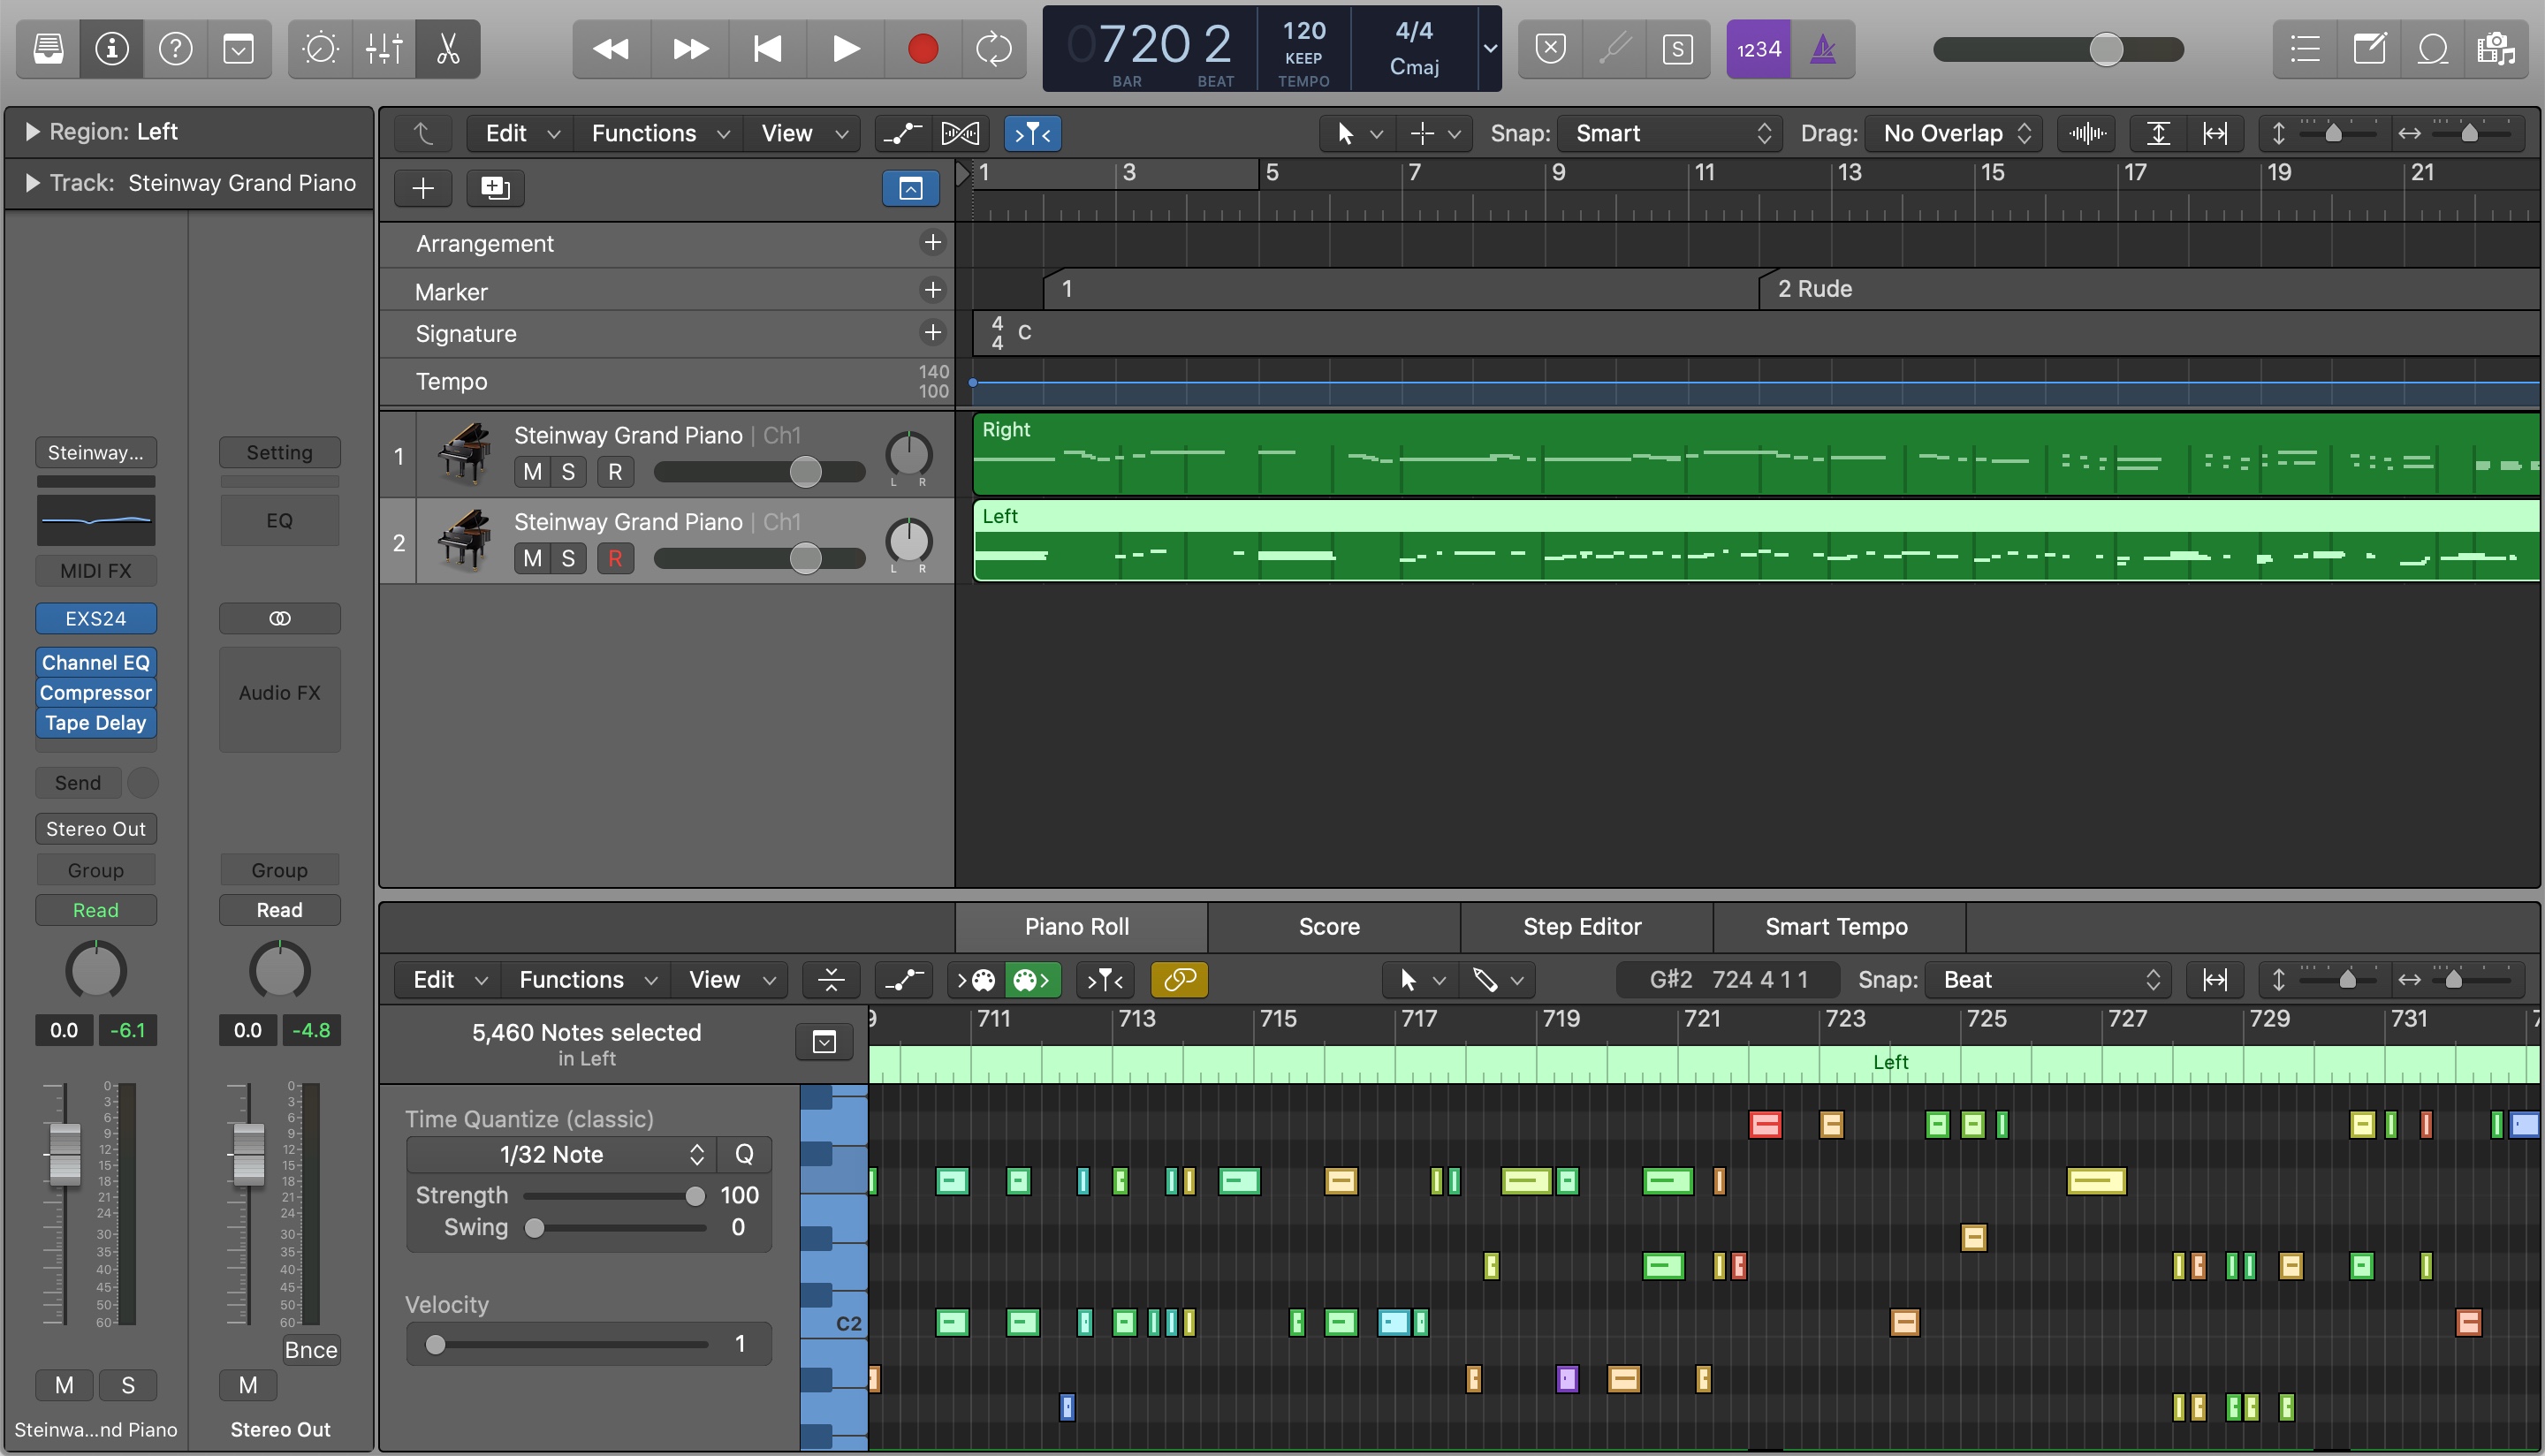 0720 2
BAR
BEAT
120
KEEP
TEMPO
4/4
Cmaj
S
1234
Region: Left
Track: Steinway Grand Piano
Edit
Functions
View
Snap: Smart
Drag: No Overlap
1 3 5 7 9 11 13 15 17 19 21
Arrangement
Marker
1
2 Rude
Signature
4
4
C
Tempo
140
100
1
Steinway Grand Piano | Ch1
M S R
L R
Right
2
Steinway Grand Piano | Ch1
M S R
L R
Left
Steinway...
Setting
EQ
MIDI FX
EXS24
Channel EQ
Compressor
Tape Delay
Audio FX
Send
Stereo Out
Group
Group
Read
Read
0.0 -6.1
0.0 -4.8
0 3 6 9 12 15 18 21 24 30 35 40 45 50 60
0 3 6 9 12 15 18 21 24 30 35 40 45 50 60
Bnce
M S
M
Steinwa...nd Piano
Stereo Out
Piano Roll
Score
Step Editor
Smart Tempo
Edit
Functions
View
G#2 724 4 1 1
Snap: Beat
5,460 Notes selected
in Left
711 713 715 717 719 721 723 725 727 729 731
Left
Time Quantize (classic)
1/32 Note
Q
Strength 100
Swing 0
Velocity
1
C2